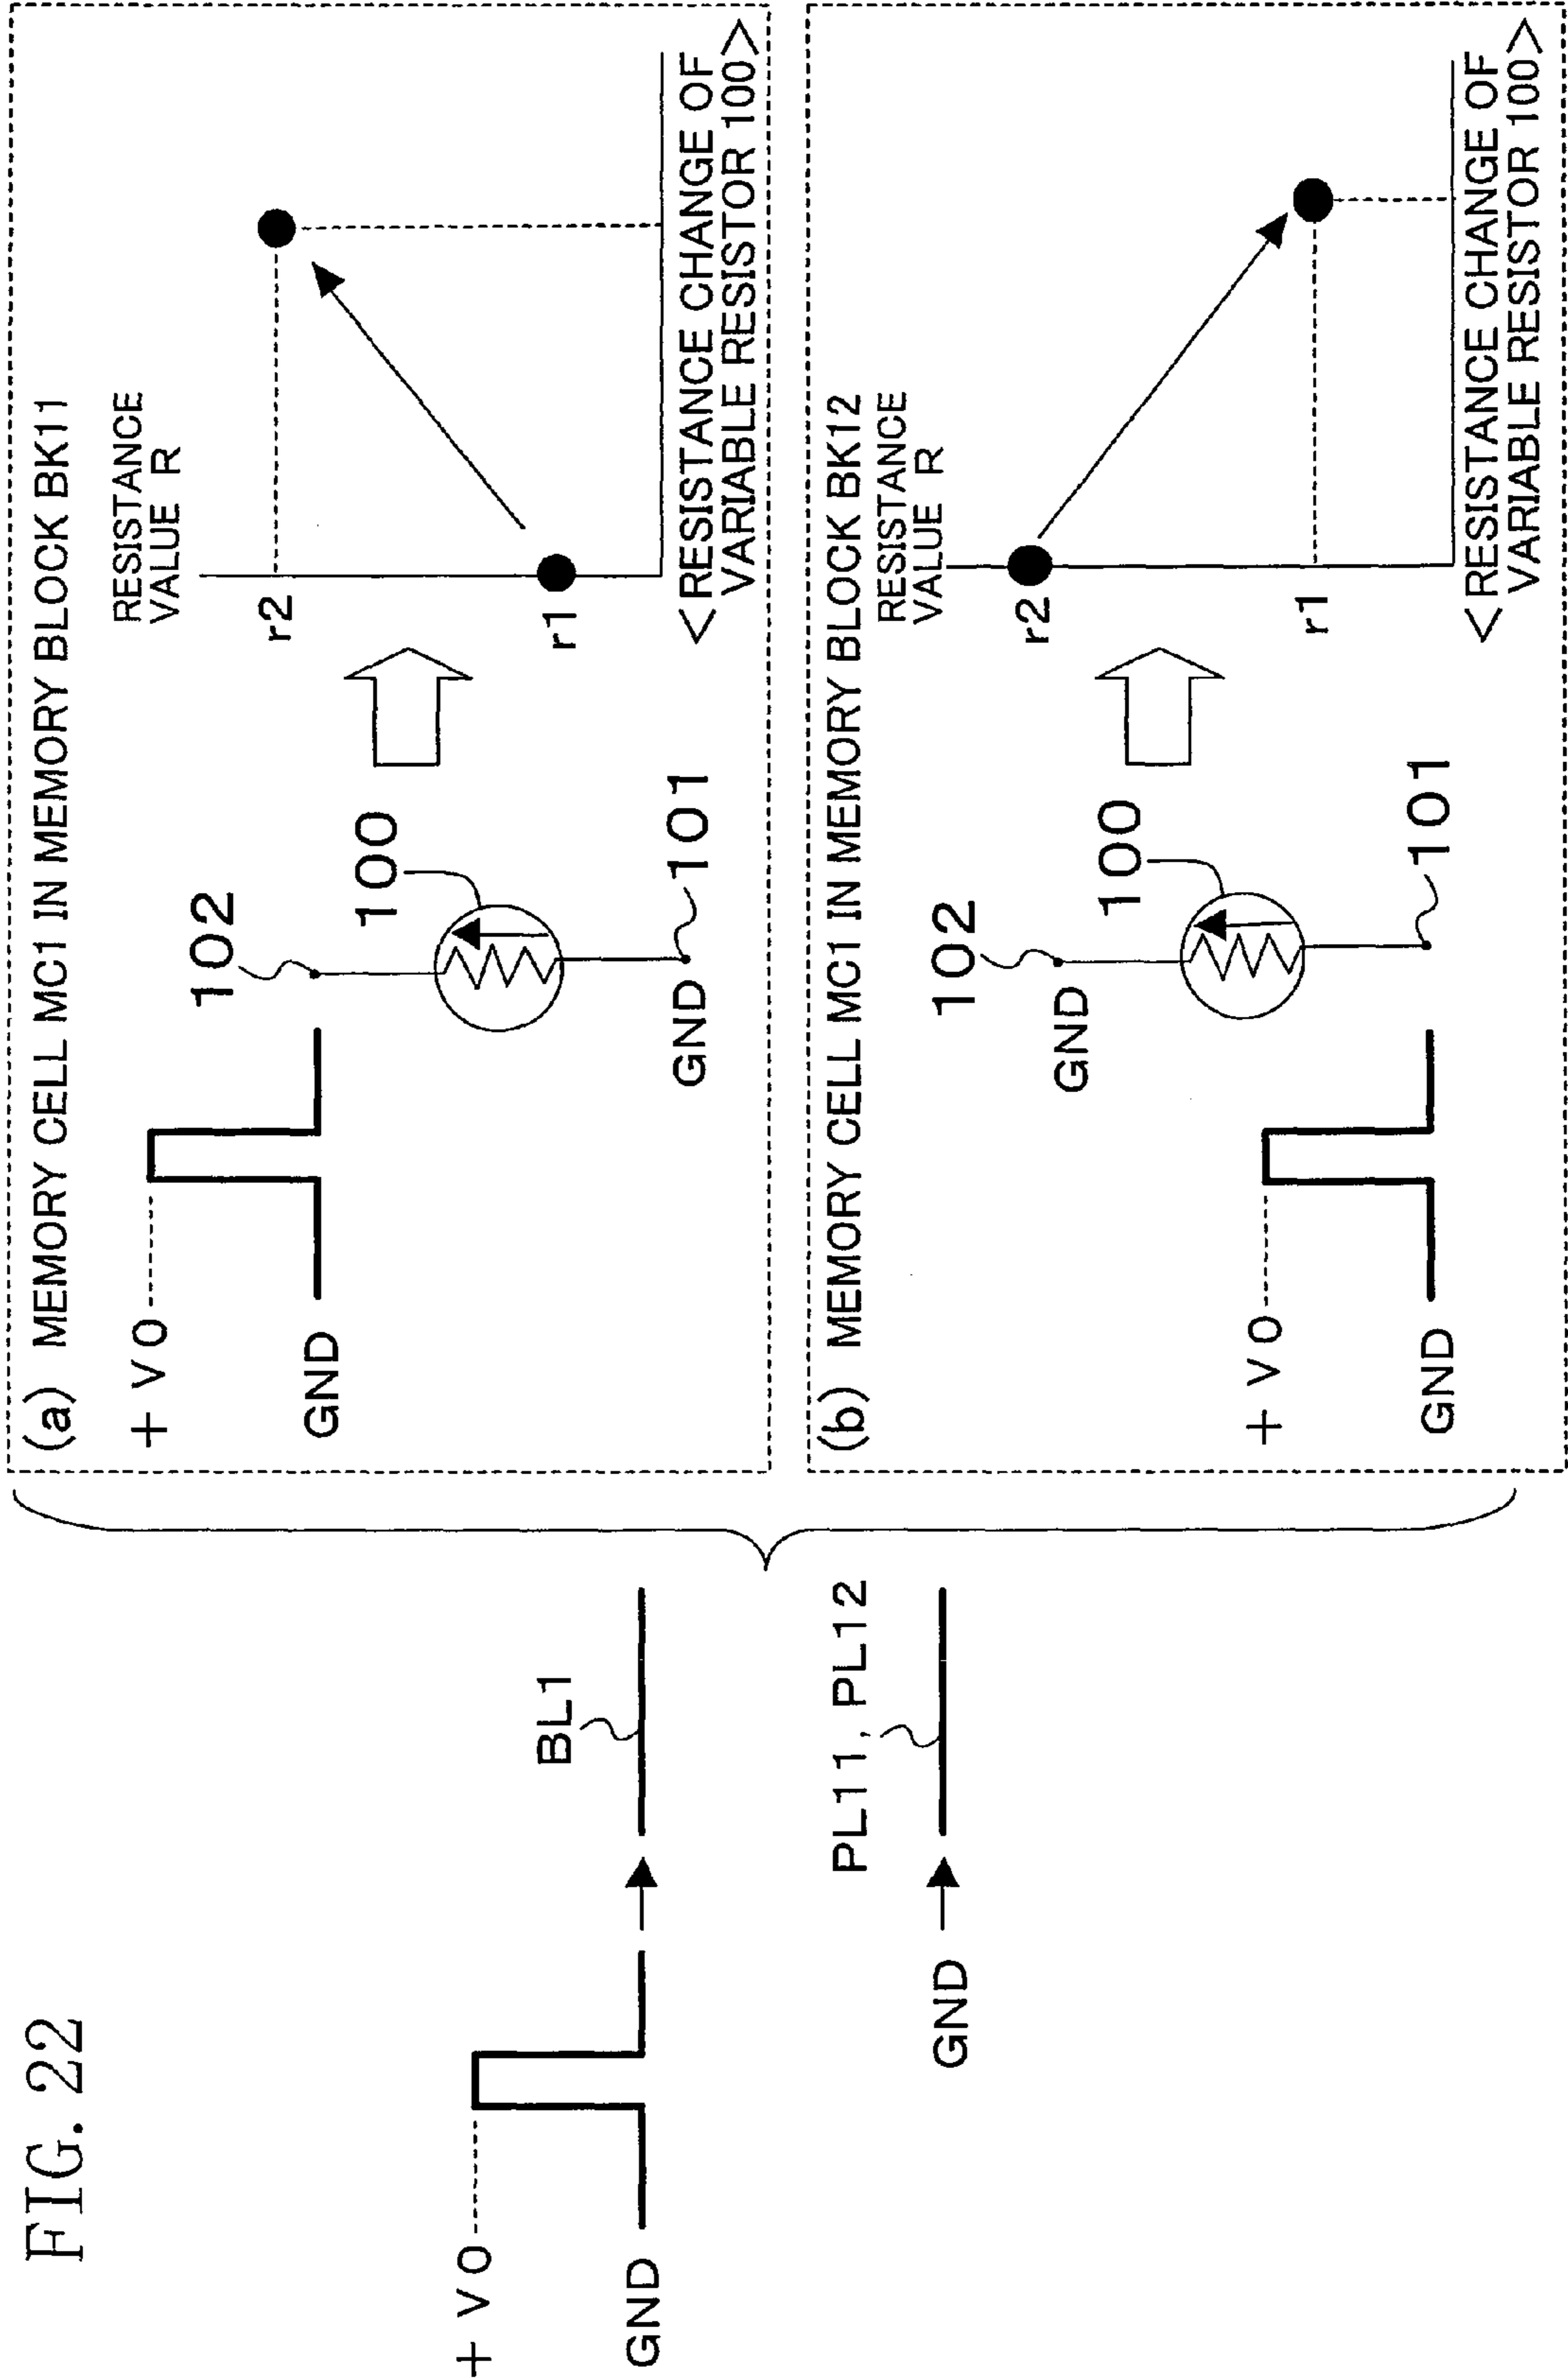 FIG. 22
+V0
GND
BL1
GND
PL11, PL12
(a) MEMORY CELL MC1 IN MEMORY BLOCK BK11
+V0
GND
102
100
GND
101
RESISTANCE
VALUE R
r2
r1
<RESISTANCE CHANGE OF
VARIABLE RESISTOR 100>
(b) MEMORY CELL MC1 IN MEMORY BLOCK BK12
102
GND
100
+V0
GND
101
RESISTANCE
VALUE R
r2
r1
<RESISTANCE CHANGE OF
VARIABLE RESISTOR 100>